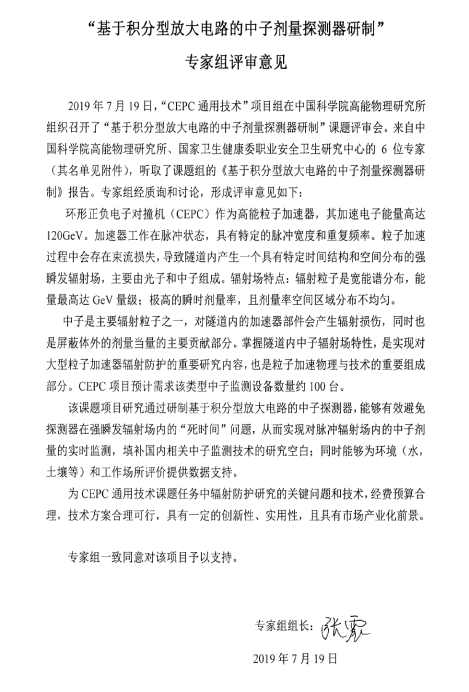 “基于积分型放大电路的中子剂量探测器研制”
专家组评审意见
2019 年 7 月 19 日，“CEPC 通用技术”项目组在中国科学院高能物理研究所
组织召开了“基于积分型放大电路的中子剂量探测器研制”课题评审会。来自中
国科学院高能物理研究所、国家卫生健康委职业安全卫生研究中心的 6 位专家
（其名单见附件），听取了课题组的《基于积分型放大电路的中子剂量探测器研
制》报告。专家组经质询和讨论，形成评审意见如下：
环形正负电子对撞机（CEPC）作为高能粒子加速器，其加速电子能量高达
120GeV。加速器工作在脉冲状态，具有特定的脉冲宽度和重复频率。粒子加速
过程中会存在束流损失，导致隧道内产生一个具有特定时间结构和空间分布的强
瞬发辐射场，主要由光子和中子组成。辐射场特点：辐射粒子是宽能谱分布，能
量最高达 GeV 量级；极高的瞬时剂量率，且剂量率空间区域分布不均匀。
中子是主要辐射粒子之一，对隧道内的加速器部件会产生辐射损伤，同时也
是屏蔽体外的剂量当量的主要贡献部分。掌握隧道内中子辐射场特性，是实现对
大型粒子加速器辐射防护的重要研究内容，也是粒子加速物理与技术的重要组成
部分。CEPC 项目预计需求该类型中子监测设备数量约 100 台。
该课题项目研究通过研制基于积分型放大电路的中子探测器，能够有效避免
探测器在强瞬发辐射场内的“死时间”问题，从而实现对脉冲辐射场内的中子剂
量的实时监测，填补国内相关中子监测技术的研究空白；同时能够为环境（水，
土壤等）和工作场所评价提供数据支持。
为 CEPC 通用技术课题任务中辐射防护研究的关键问题和技术，经费预算合
理，技术方案合理可行，具有一定的创新性、实用性，且具有市场产业化前景。
专家组一致同意对该项目予以支持。
专家组组长：
2019 年 7 月 19 日